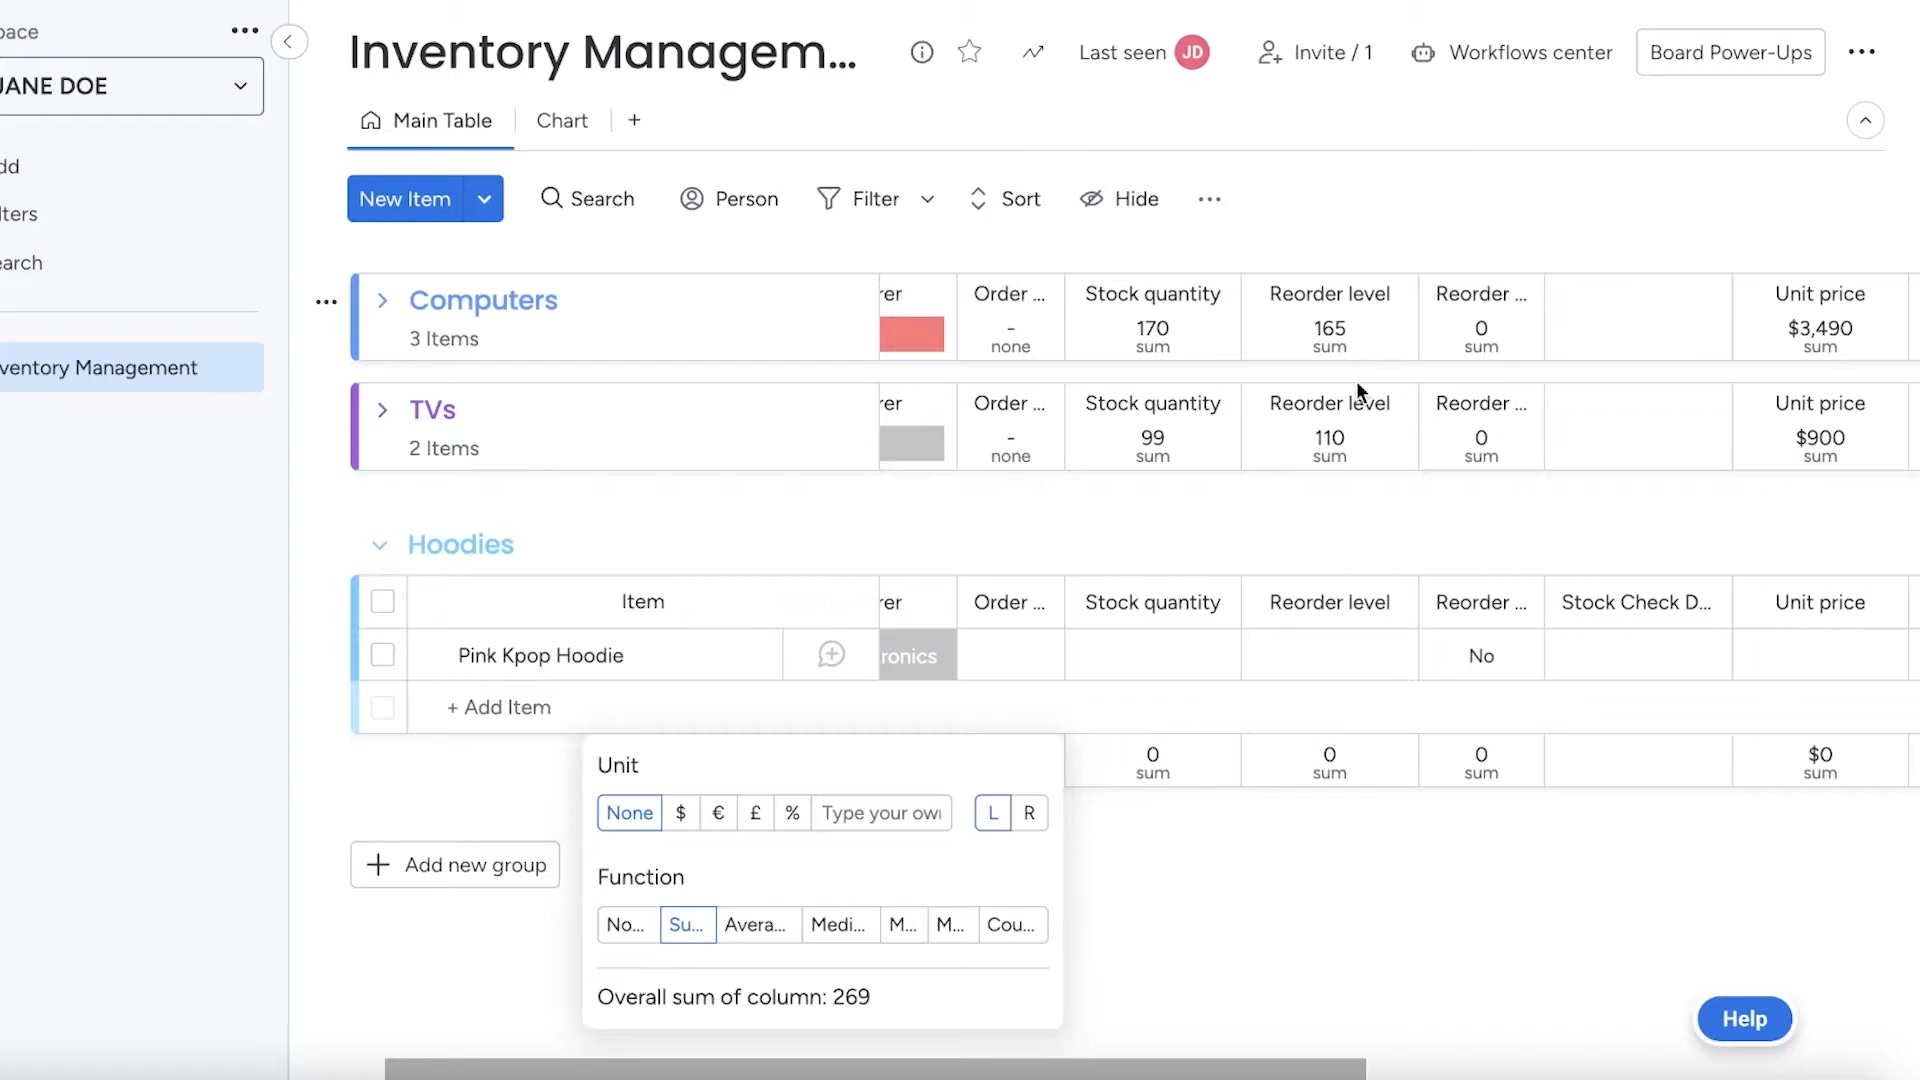 pace
JANE DOE
dd
lters
earch
ventory Management
Inventory Managem...
Last seen JD
Invite / 1
Workflows center
Board Power-Ups
Main Table
Chart
+
New Item
Search
Person
Filter
Sort
Hide
Computers
3 Items
rer
Order ...
-
none
Stock quantity
170
sum
Reorder level
165
sum
Reorder ...
0
sum
Unit price
$3,490
sum
TVs
2 Items
rer
Order ...
-
none
Stock quantity
99
sum
Reorder level
110
sum
Reorder ...
0
sum
Unit price
$900
sum
Hoodies
Item
rer
Order ...
Stock quantity
Reorder level
Reorder ...
Stock Check D...
Unit price
Pink Kpop Hoodie
ronics
No
+ Add Item
0
sum
0
sum
0
sum
$0
sum
Unit
None
$
€
£
%
Type your own
L
R
Function
No...
Su...
Avera...
Medi...
M...
M...
Cou...
Overall sum of column: 269
+ Add new group
Help